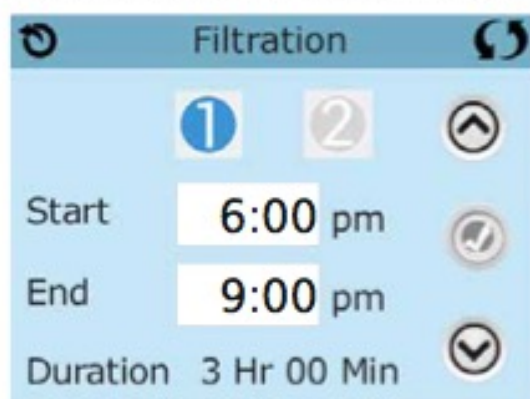 Filtration
1 2
Start 6:00 pm
End 9:00 pm
Duration 3 Hr 00 Min